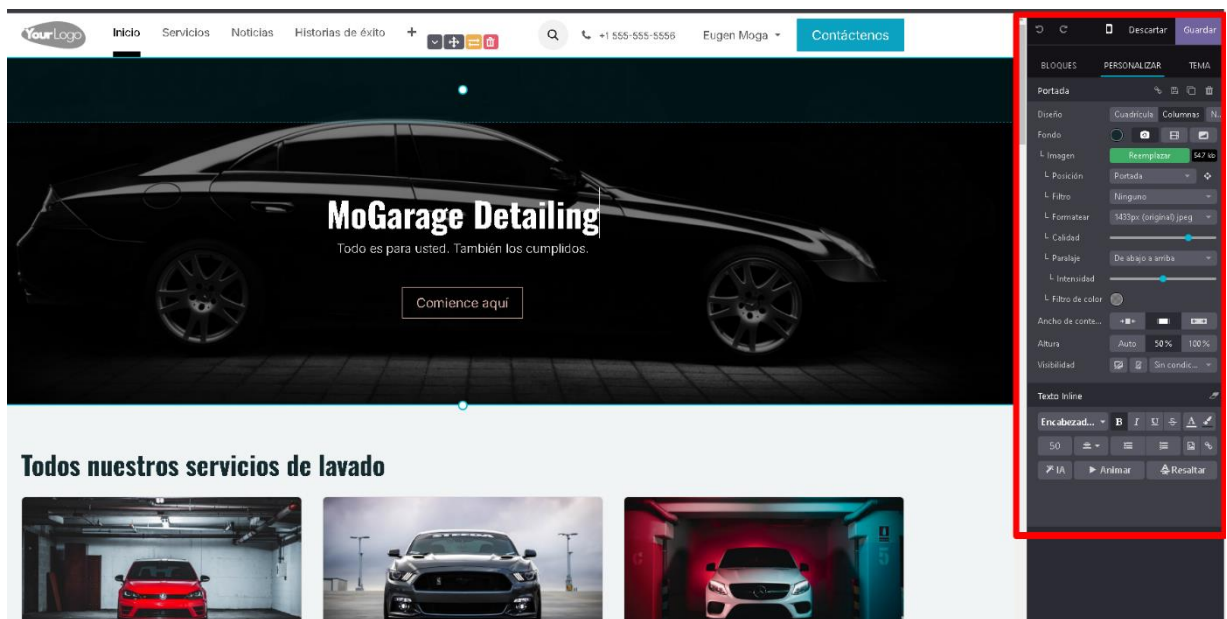 YourLogo
Inicio
Servicios
Noticias
Historias de éxito
+
+1 555-555-5556
Eugen Moga
Contáctenos
MoGarage Detailing
Todo es para usted. También los cumplidos.
Comience aquí
Todos nuestros servicios de lavado
STEEDA
5
Descartar
Guardar
BLOQUES
PERSONALIZAR
TEMA
Portada
Diseño
Cuadrícula
Columnas
N...
Fondo
└ Imagen
Reemplazar
54.7 kb
└ Posición
Portada
└ Filtro
Ninguno
└ Formatear
1433px (original) jpeg
└ Calidad
└ Paralaje
De abajo a arriba
└ Intensidad
└ Filtro de color
Ancho de conte...
Altura
Auto
50%
100%
Visibilidad
Sin condic...
Texto Inline
Encabezad...
B
I
U
S
A
50
IA
Animar
Resaltar